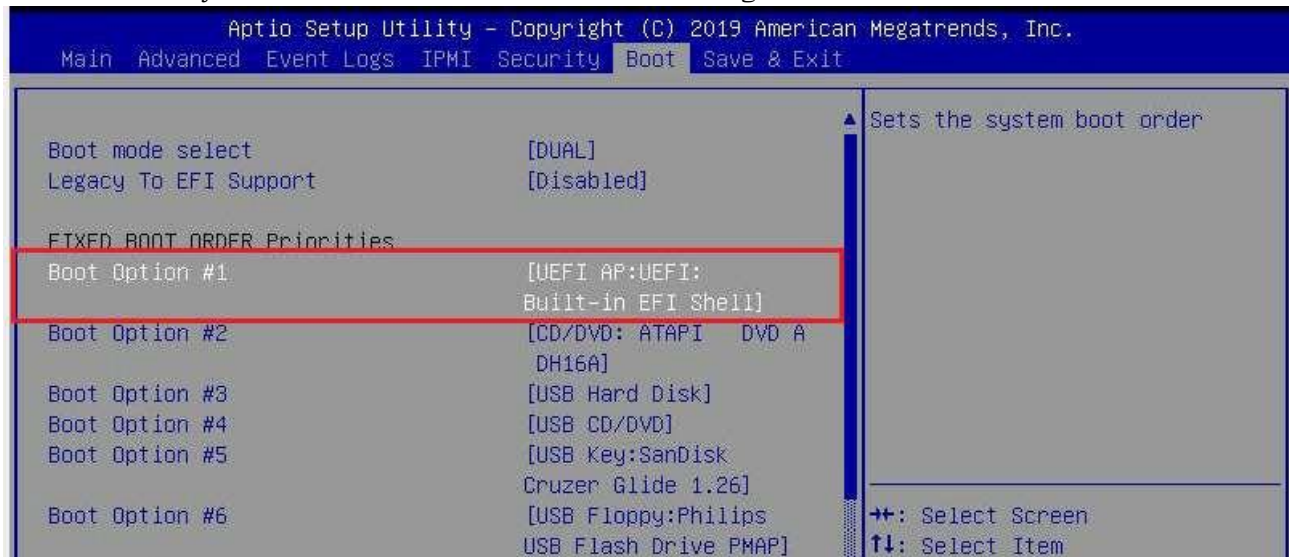 Aptio Setup Utility – Copyright (C) 2019 American Megatrends, Inc.
Main Advanced Event Logs IPMI Security Boot Save & Exit
Sets the system boot order
Boot mode select [DUAL]
Legacy To EFI Support [Disabled]
FIXED BOOT ORDER Priorities
Boot Option #1 [UEFI AP:UEFI:
Built-in EFI Shell]
Boot Option #2 [CD/DVD: ATAPI DVD A
DH16A]
Boot Option #3 [USB Hard Disk]
Boot Option #4 [USB CD/DVD]
Boot Option #5 [USB Key:SanDisk
Cruzer Glide 1.26]
Boot Option #6 [USB Floppy:Philips
USB Flash Drive PMAP]
→←: Select Screen
↑↓: Select Item